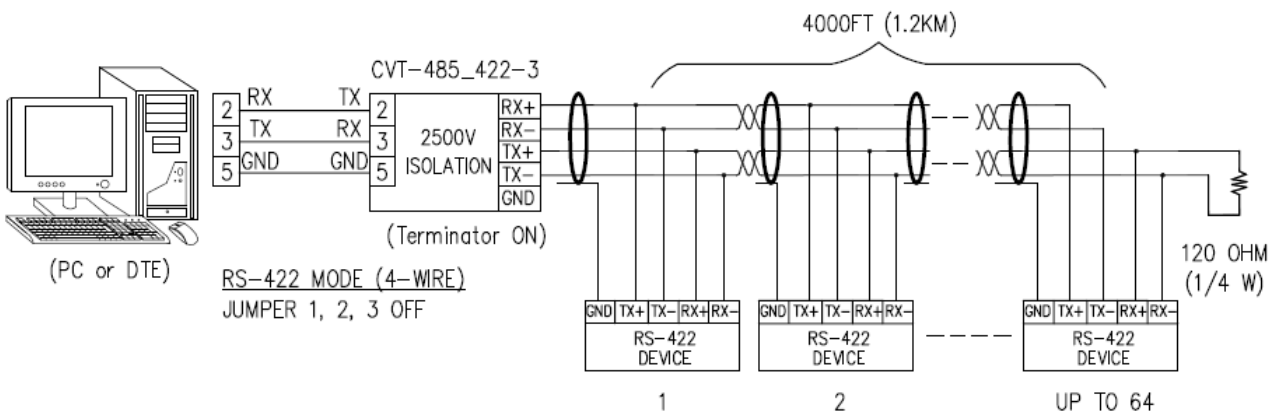 4000FT (1.2KM)
CVT-485_422-3
2 RX TX 2
3 TX RX 3
5 GND GND 5
2500V
ISOLATION
RX+
RX-
TX+
TX-
GND
(Terminator ON)
(PC or DTE)
RS-422 MODE (4-WIRE)
JUMPER 1, 2, 3 OFF
120 OHM
(1/4 W)
GND TX+ TX- RX+ RX-
RS-422
DEVICE
1
GND TX+ TX- RX+ RX-
RS-422
DEVICE
2
GND TX+ TX- RX+ RX-
RS-422
DEVICE
UP TO 64